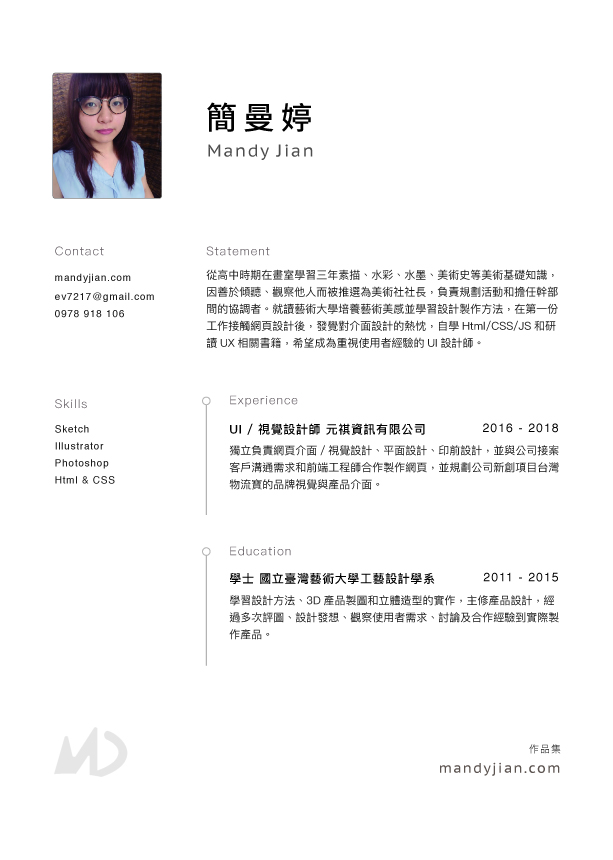 簡曼婷
Mandy Jian
Contact
mandyjian.com
ev7217@gmail.com
0978 918 106
Statement
從高中時期在畫室學習三年素描、水彩、水墨、美術史等美術基礎知識，
因善於傾聽、觀察他人而被推選為美術社社長，負責規劃活動和擔任幹部
間的協調者。就讀藝術大學培養藝術美感並學習設計製作方法，在第一份
工作接觸網頁設計後，發覺對介面設計的熱忱，自學 Html/CSS/JS 和研
讀 UX 相關書籍，希望成為重視使用者經驗的 UI 設計師。
Skills
Sketch
Illustrator
Photoshop
Html & CSS
Experience
UI / 視覺設計師 元祺資訊有限公司 2016 - 2018
獨立負責網頁介面 / 視覺設計、平面設計、印前設計，並與公司接案
客戶溝通需求和前端工程師合作製作網頁，並規劃公司新創項目台灣
物流寶的品牌視覺與產品介面。
Education
學士 國立臺灣藝術大學工藝設計學系 2011 - 2015
學習設計方法、3D 產品製圖和立體造型的實作，主修產品設計，經
過多次評圖、設計發想、觀察使用者需求、討論及合作經驗到實際製
作產品。
MD
作品集
mandyjian.com